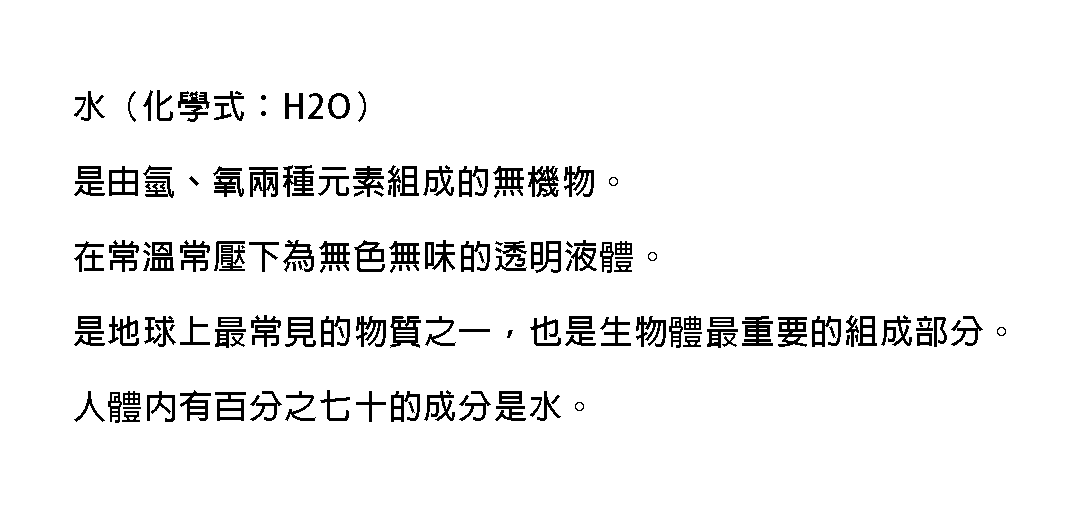 水（化學式：H2O）
是由氫、氧兩種元素組成的無機物。
在常溫常壓下為無色無味的透明液體。
是地球上最常見的物質之一，也是生物體最重要的組成部分。
人體内有百分之七十的成分是水。